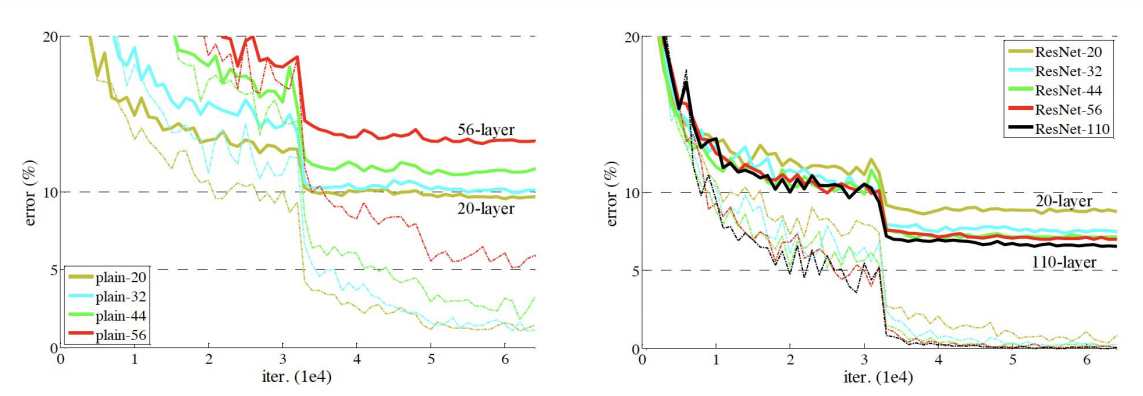 20
15
10
5
0
error (%)
56-layer
20-layer
plain-20
plain-32
plain-44
plain-56
0 1 2 3 4 5 6
iter. (1e4)
20
15
10
5
0
error (%)
ResNet-20
ResNet-32
ResNet-44
ResNet-56
ResNet-110
20-layer
110-layer
0 1 2 3 4 5 6
iter. (1e4)